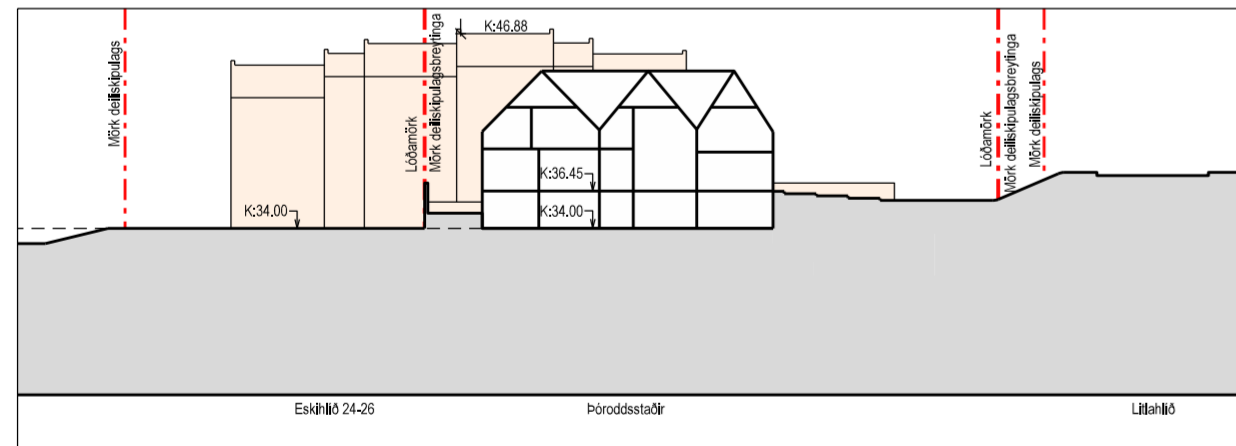 K:46.88
Mörk deiliskipulags
Lóðamörk
Mörk deiliskipulagsbreytinga
Lóðamörk
Mörk deiliskipulagsbreytinga
Mörk deiliskipulags
K:36.45
K:34.00
K:34.00
Eskihlíð 24-26
Þóroddsstaðir
Litlahlíð